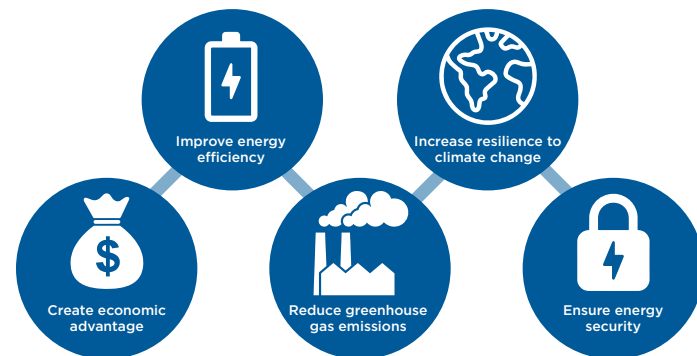 Improve energy
efficiency
Increase resilience to
climate change
$
Create economic
advantage
Reduce greenhouse
gas emissions
Ensure energy
security